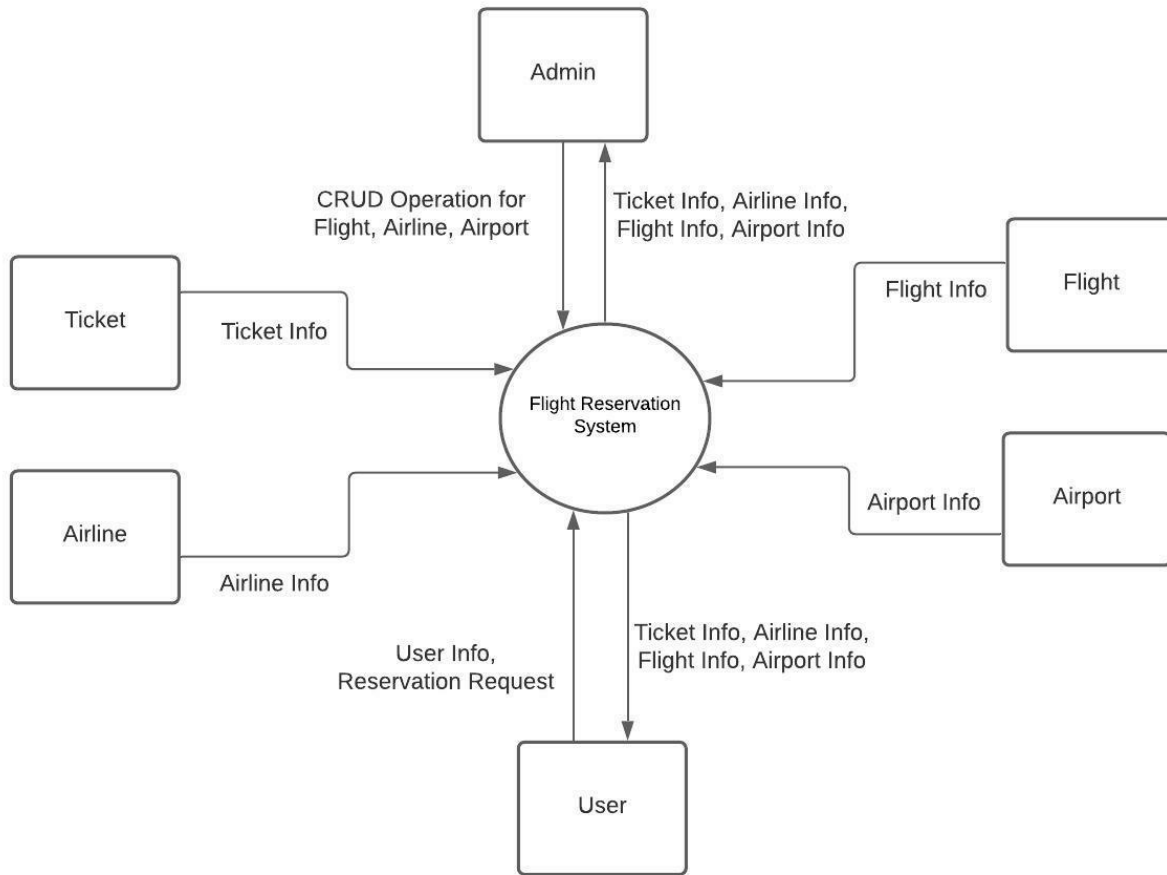 Admin
CRUD Operation for
Flight, Airline, Airport
Ticket Info, Airline Info,
Flight Info, Airport Info
Ticket
Ticket Info
Flight Info
Flight
Flight Reservation
System
Airline
Airline Info
Airport Info
Airport
User Info,
Reservation Request
Ticket Info, Airline Info,
Flight Info, Airport Info
User